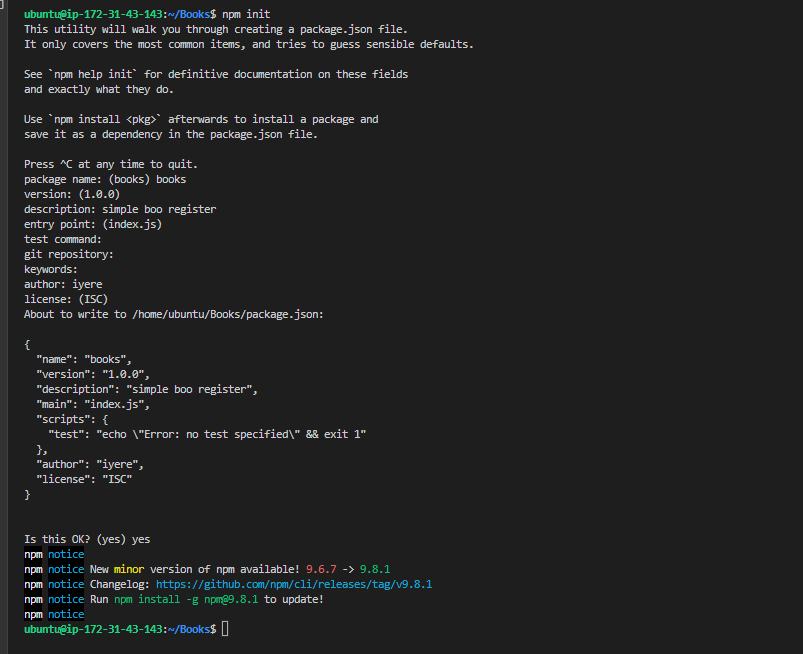 ubuntu@ip-172-31-43-143:~/Books$ npm init
This utility will walk you through creating a package.json file.
It only covers the most common items, and tries to guess sensible defaults.
See `npm help init` for definitive documentation on these fields
and exactly what they do.
Use `npm install <pkg>` afterwards to install a package and
save it as a dependency in the package.json file.
Press ^C at any time to quit.
package name: (books) books
version: (1.0.0)
description: simple boo register
entry point: (index.js)
test command:
git repository:
keywords:
author: iyere
license: (ISC)
About to write to /home/ubuntu/Books/package.json:
{
  "name": "books",
  "version": "1.0.0",
  "description": "simple boo register",
  "main": "index.js",
  "scripts": {
    "test": "echo \"Error: no test specified\" && exit 1"
  },
  "author": "iyere",
  "license": "ISC"
}
Is this OK? (yes) yes
npm notice
npm notice New minor version of npm available! 9.6.7 -> 9.8.1
npm notice Changelog: https://github.com/npm/cli/releases/tag/v9.8.1
npm notice Run npm install -g npm@9.8.1 to update!
npm notice
ubuntu@ip-172-31-43-143:~/Books$